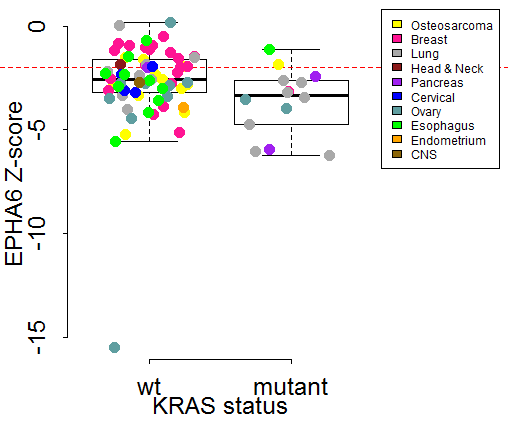 EPHA6 Z-score
0
-5
-10
-15
wt
mutant
KRAS status
Osteosarcoma
Breast
Lung
Head & Neck
Pancreas
Cervical
Ovary
Esophagus
Endometrium
CNS